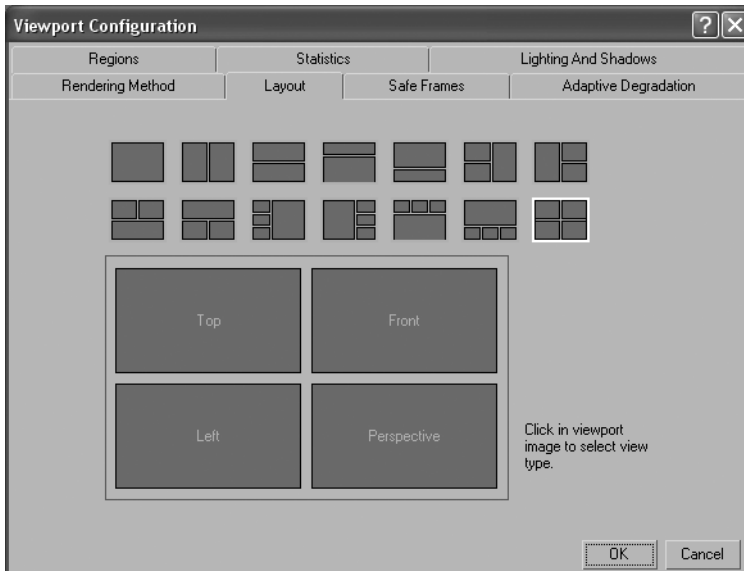 Viewport Configuration
Regions Statistics Lighting And Shadows
Rendering Method Layout Safe Frames Adaptive Degradation
Top Front
Left Perspective
Click in viewport
image to select view
type.
OK Cancel